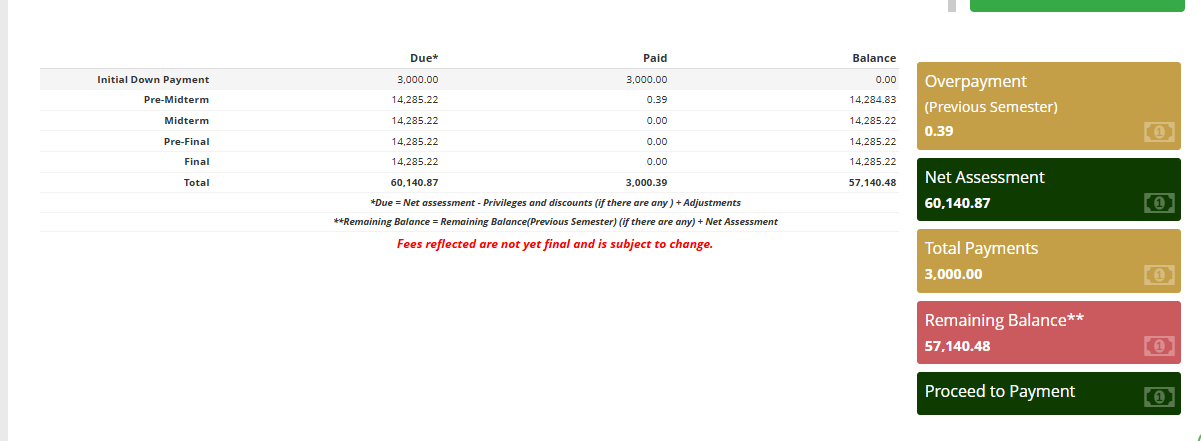 Due* Paid Balance
Initial Down Payment 3,000.00 3,000.00 0.00
Pre-Midterm 14,285.22 0.39 14,284.83
Midterm 14,285.22 0.00 14,285.22
Pre-Final 14,285.22 0.00 14,285.22
Final 14,285.22 0.00 14,285.22
Total 60,140.87 3,000.39 57,140.48
*Due = Net assessment - Privileges and discounts (if there are any ) + Adjustments
**Remaining Balance = Remaining Balance(Previous Semester) (if there are any) + Net Assessment
Fees reflected are not yet final and is subject to change.
Overpayment
(Previous Semester)
0.39
Net Assessment
60,140.87
Total Payments
3,000.00
Remaining Balance**
57,140.48
Proceed to Payment